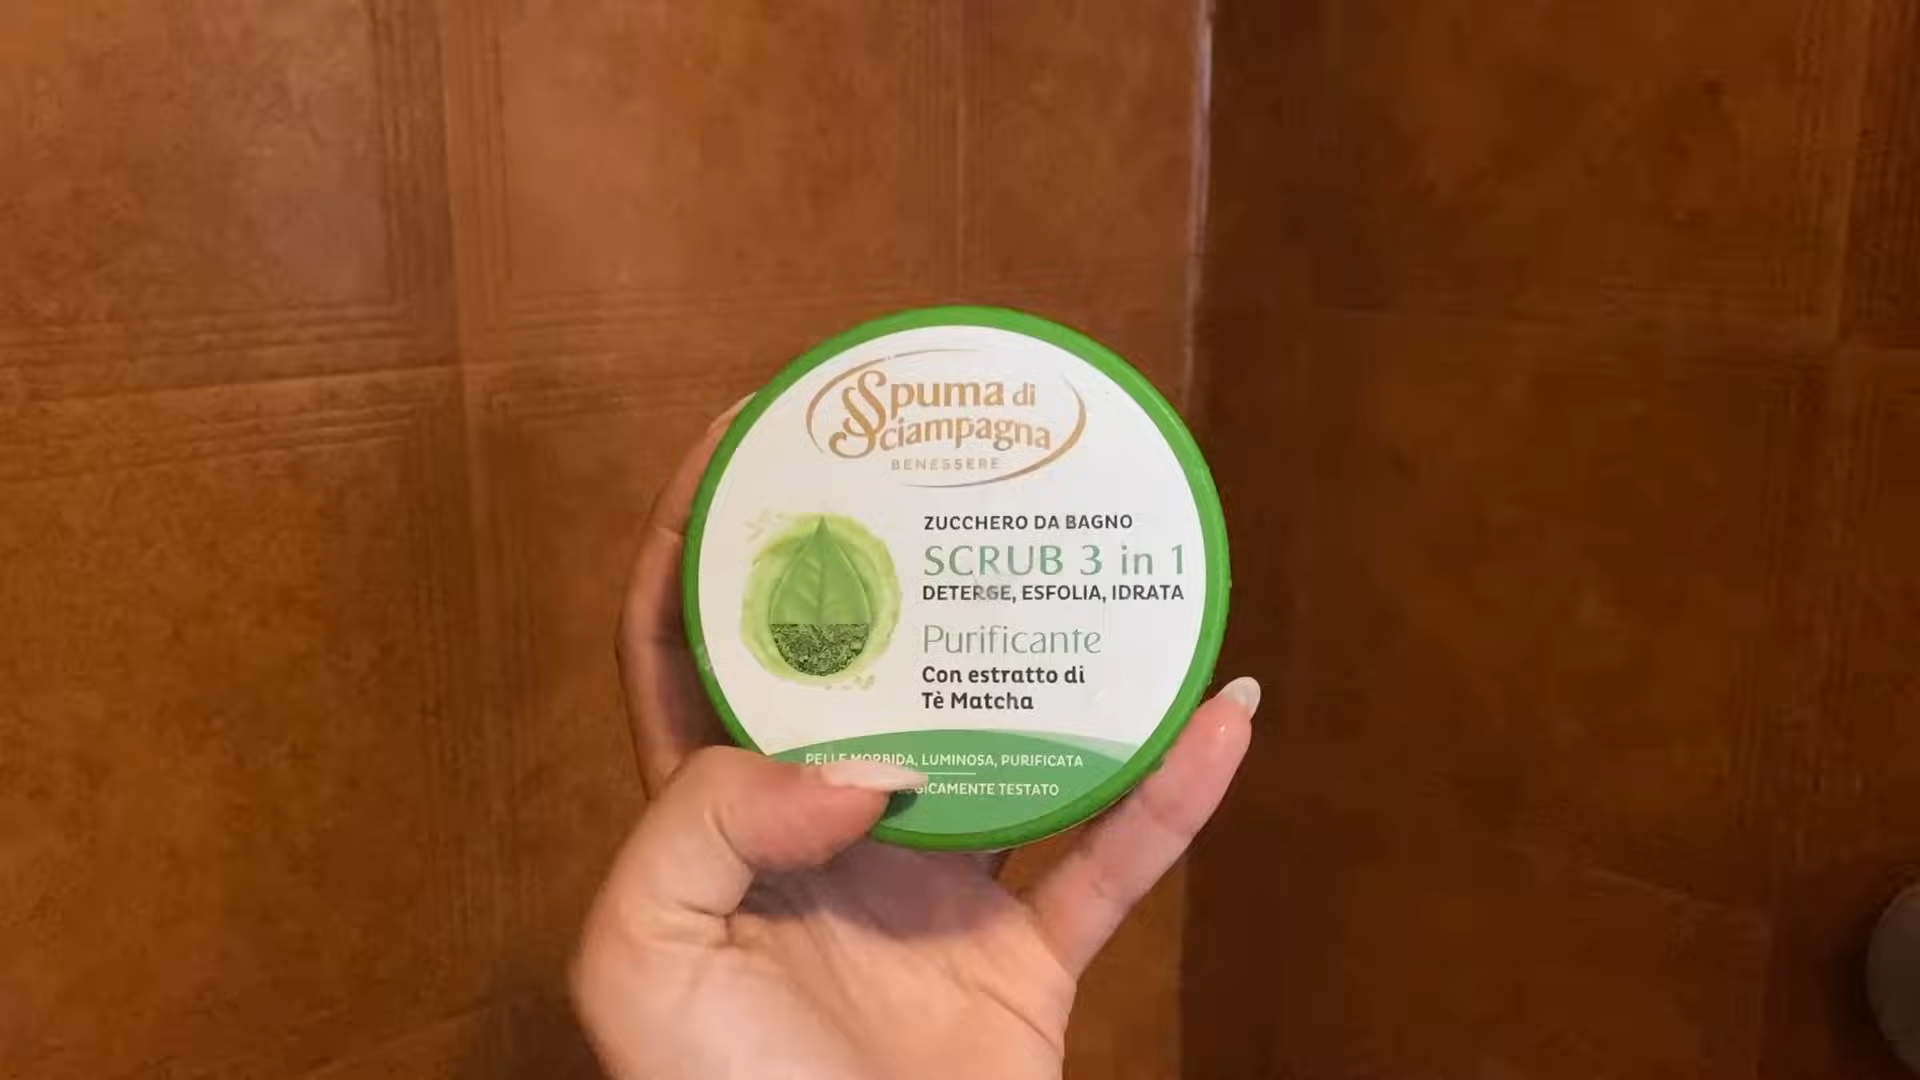 Spuma di
Sciampagna
BENESSERE
ZUCCHERO DA BAGNO
SCRUB 3 in 1
DETERGE, ESFOLIA, IDRATA
Purificante
Con estratto di
Tè Matcha
PELLE MORBIDA, LUMINOSA, PURIFICATA
TESTATO